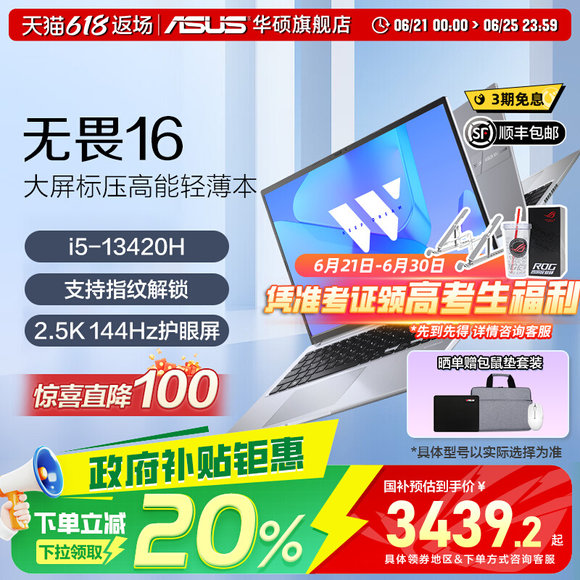 天猫618返场 ASUS 华硕旗舰店 06/21 00:00 > 06/25 23:59
3期免息
SF 顺丰包邮
无畏16
大屏标压高能轻薄本
i5-13420H
支持指纹解锁
2.5K 144Hz护眼屏
惊喜直降100
ROG
6月21日-6月30日
凭准考证领高考生福利
*先到先得 详情咨询客服
晒单赠包鼠垫套装
*具体型号以实际选择为准
政府补贴钜惠
下单立减
下拉领取
20%
国补预估到手价¥
3439.2起
具体领券地区&下单方式咨询客服